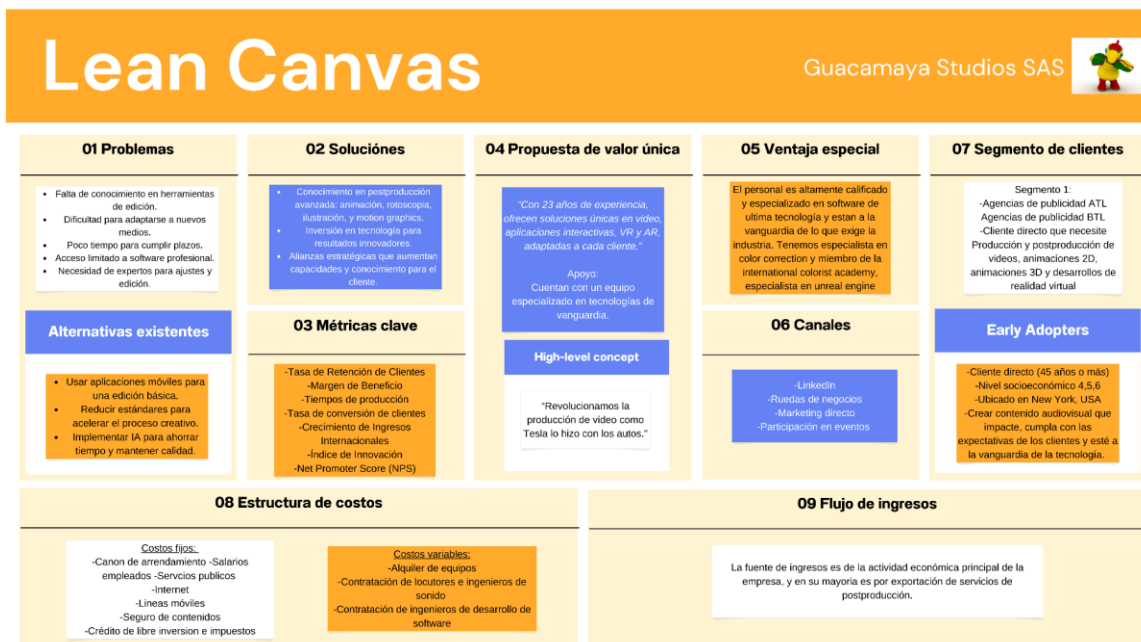 Lean Canvas
Guacamaya Studios SAS
01 Problemas
• Falta de conocimiento en herramientas
de edición.
• Dificultad para adaptarse a nuevos
medios.
• Poco tiempo para cumplir plazos.
• Acceso limitado a software profesional.
• Necesidad de expertos para ajustes y
edición.
Alternativas existentes
• Usar aplicaciones móviles para
una edición básica.
• Reducir estándares para
acelerar el proceso creativo.
• Implementar IA para ahorrar
tiempo y mantener calidad.
02 Soluciónes
• Conocimiento en postproducción
avanzada: animación, rotoscopia,
ilustración, y motion graphics.
• Inversión en tecnología para
resultados innovadores.
• Alianzas estratégicas que aumentan
capacidades y conocimiento para el
cliente.
03 Métricas clave
-Tasa de Retención de Clientes
-Margen de Beneficio
-Tiempos de producción
-Tasa de conversión de clientes
-Crecimiento de Ingresos
Internacionales
-Índice de Innovación
-Net Promoter Score (NPS)
04 Propuesta de valor única
"Con 23 años de experiencia,
ofrecen soluciones únicas en video,
aplicaciones interactivas, VR y AR,
adaptadas a cada cliente."
Apoyo:
Cuentan con un equipo
especializado en tecnologías de
vanguardia.
High-level concept
"Revolucionamos la
producción de video como
Tesla lo hizo con los autos."
05 Ventaja especial
El personal es altamente calificado
y especializado en software de
ultima tecnología y estan a la
vanguardia de lo que exige la
industria. Tenemos especialista en
color correction y miembro de la
international colorist academy,
especialista en unreal engine
06 Canales
-LinkedIn
-Ruedas de negocios
-Marketing directo
-Participación en eventos
07 Segmento de clientes
Segmento 1:
-Agencias de publicidad ATL
Agencias de publicidad BTL
-Cliente directo que necesite
Producción y postproducción de
videos, animaciones 2D,
animaciones 3D y desarrollos de
realidad virtual
Early Adopters
-Cliente directo (45 años o más)
-Nivel socioeconómico 4,5,6
-Ubicado en New York, USA
-Crear contenido audiovisual que
impacte, cumpla con las
expectativas de los clientes y esté a
la vanguardia de la tecnología.
08 Estructura de costos
Costos fijos:
-Canon de arrendamiento -Salarios
empleados -Servcios publicos
-Internet
-Lineas móviles
-Seguro de contenidos
-Crédito de libre inversion e impuestos
Costos variables:
-Alquiler de equipos
-Contratación de locutores e ingenieros de
sonido
-Contratación de ingenieros de desarrollo de
software
09 Flujo de ingresos
La fuente de ingresos es de la actividad económica principal de la
empresa, y en su mayoria es por exportación de servicios de
postproducción.